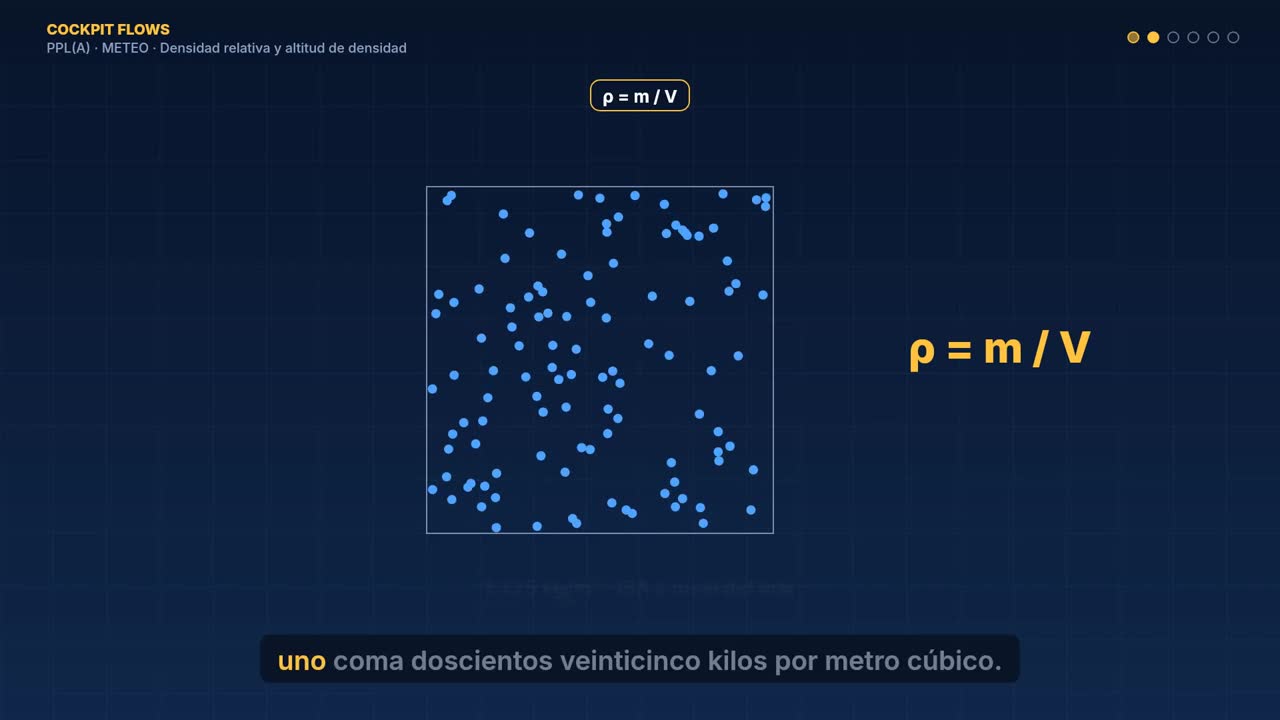 COCKPIT FLOWS
PPL(A) · METEO · Densidad relativa y altitud de densidad
ρ = m / V
ρ = m / V
uno coma doscientos veinticinco kilos por metro cúbico.